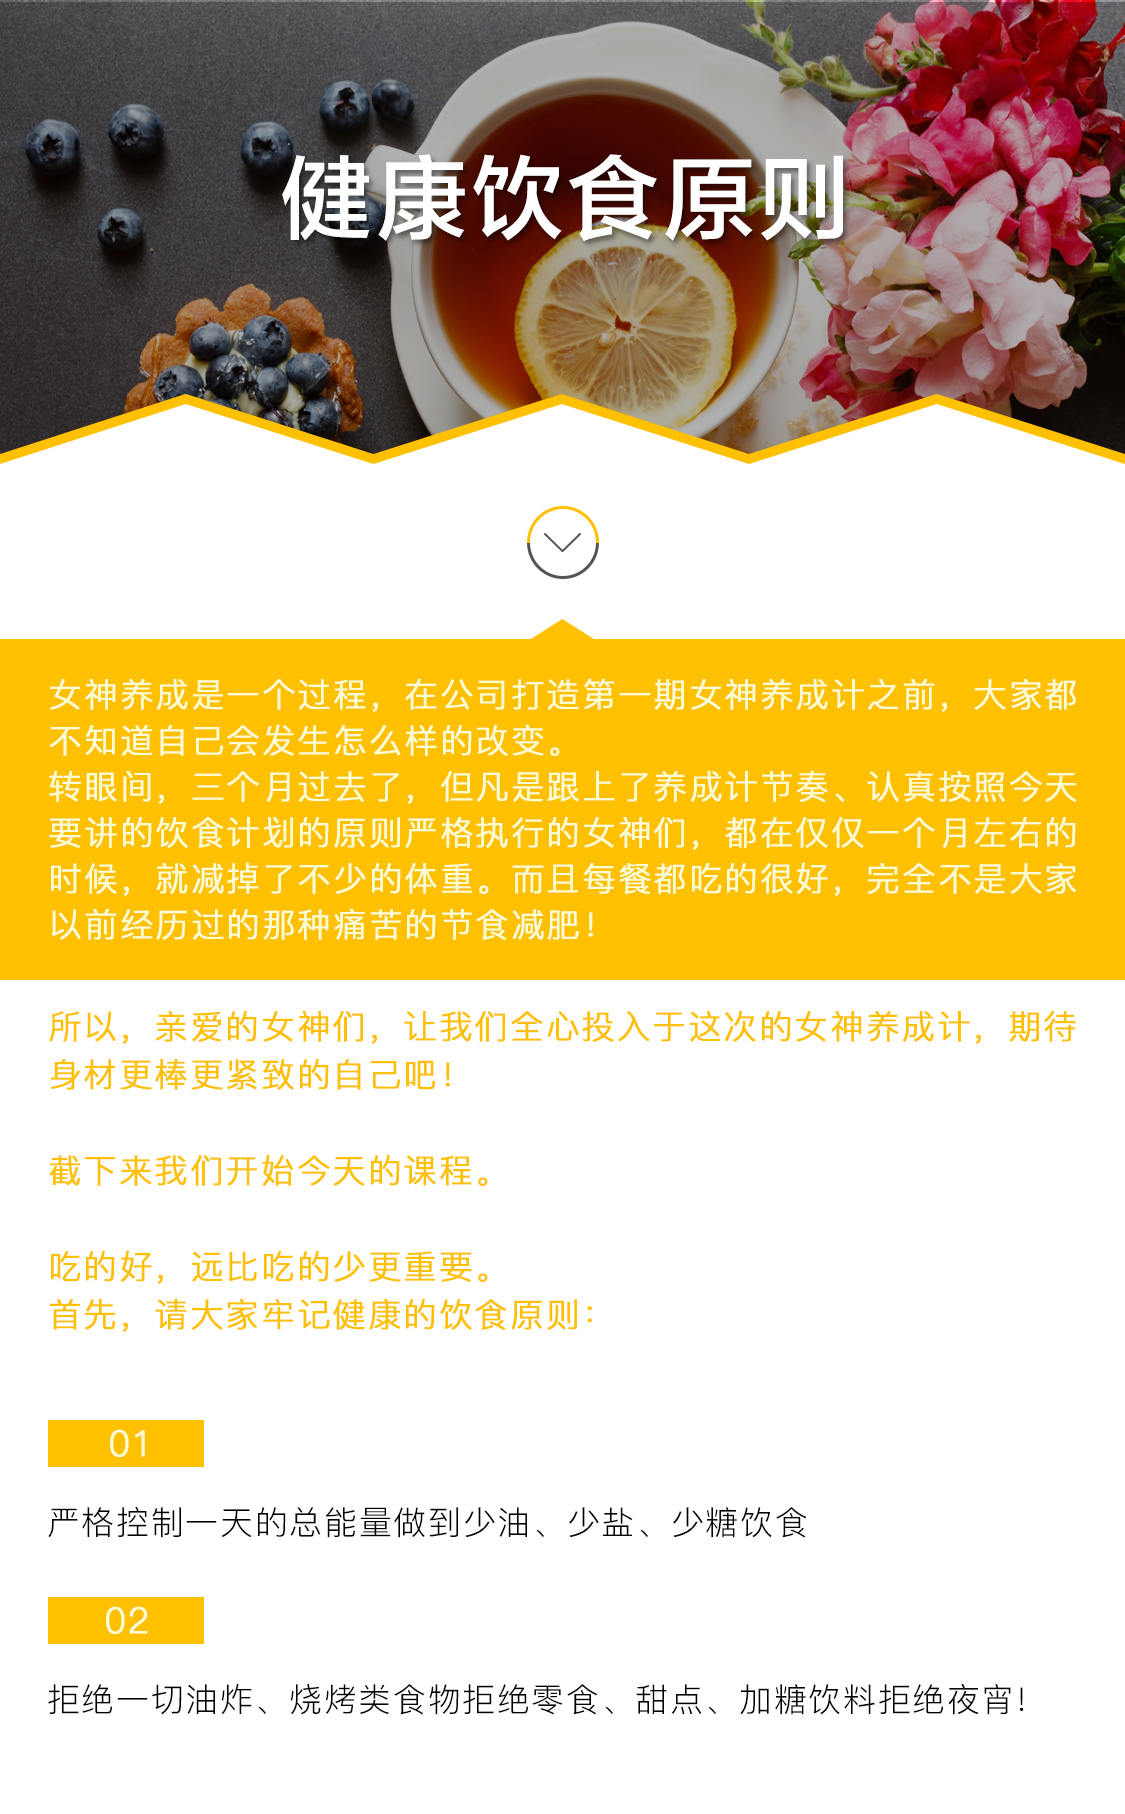 健康饮食原则
女神养成是一个过程，在公司打造第一期女神养成计之前，大家都
不知道自己会发生怎么样的改变。
转眼间，三个月过去了，但凡是跟上了养成计节奏、认真按照今天
要讲的饮食计划的原则严格执行的女神们，都在仅仅一个月左右的
时候，就减掉了不少的体重。而且每餐都吃的很好，完全不是大家
以前经历过的那种痛苦的节食减肥！
所以，亲爱的女神们，让我们全心投入于这次的女神养成计，期待
身材更棒更紧致的自己吧！
截下来我们开始今天的课程。
吃的好，远比吃的少更重要。
首先，请大家牢记健康的饮食原则：
01
严格控制一天的总能量做到少油、少盐、少糖饮食
02
拒绝一切油炸、烧烤类食物拒绝零食、甜点、加糖饮料拒绝夜宵！